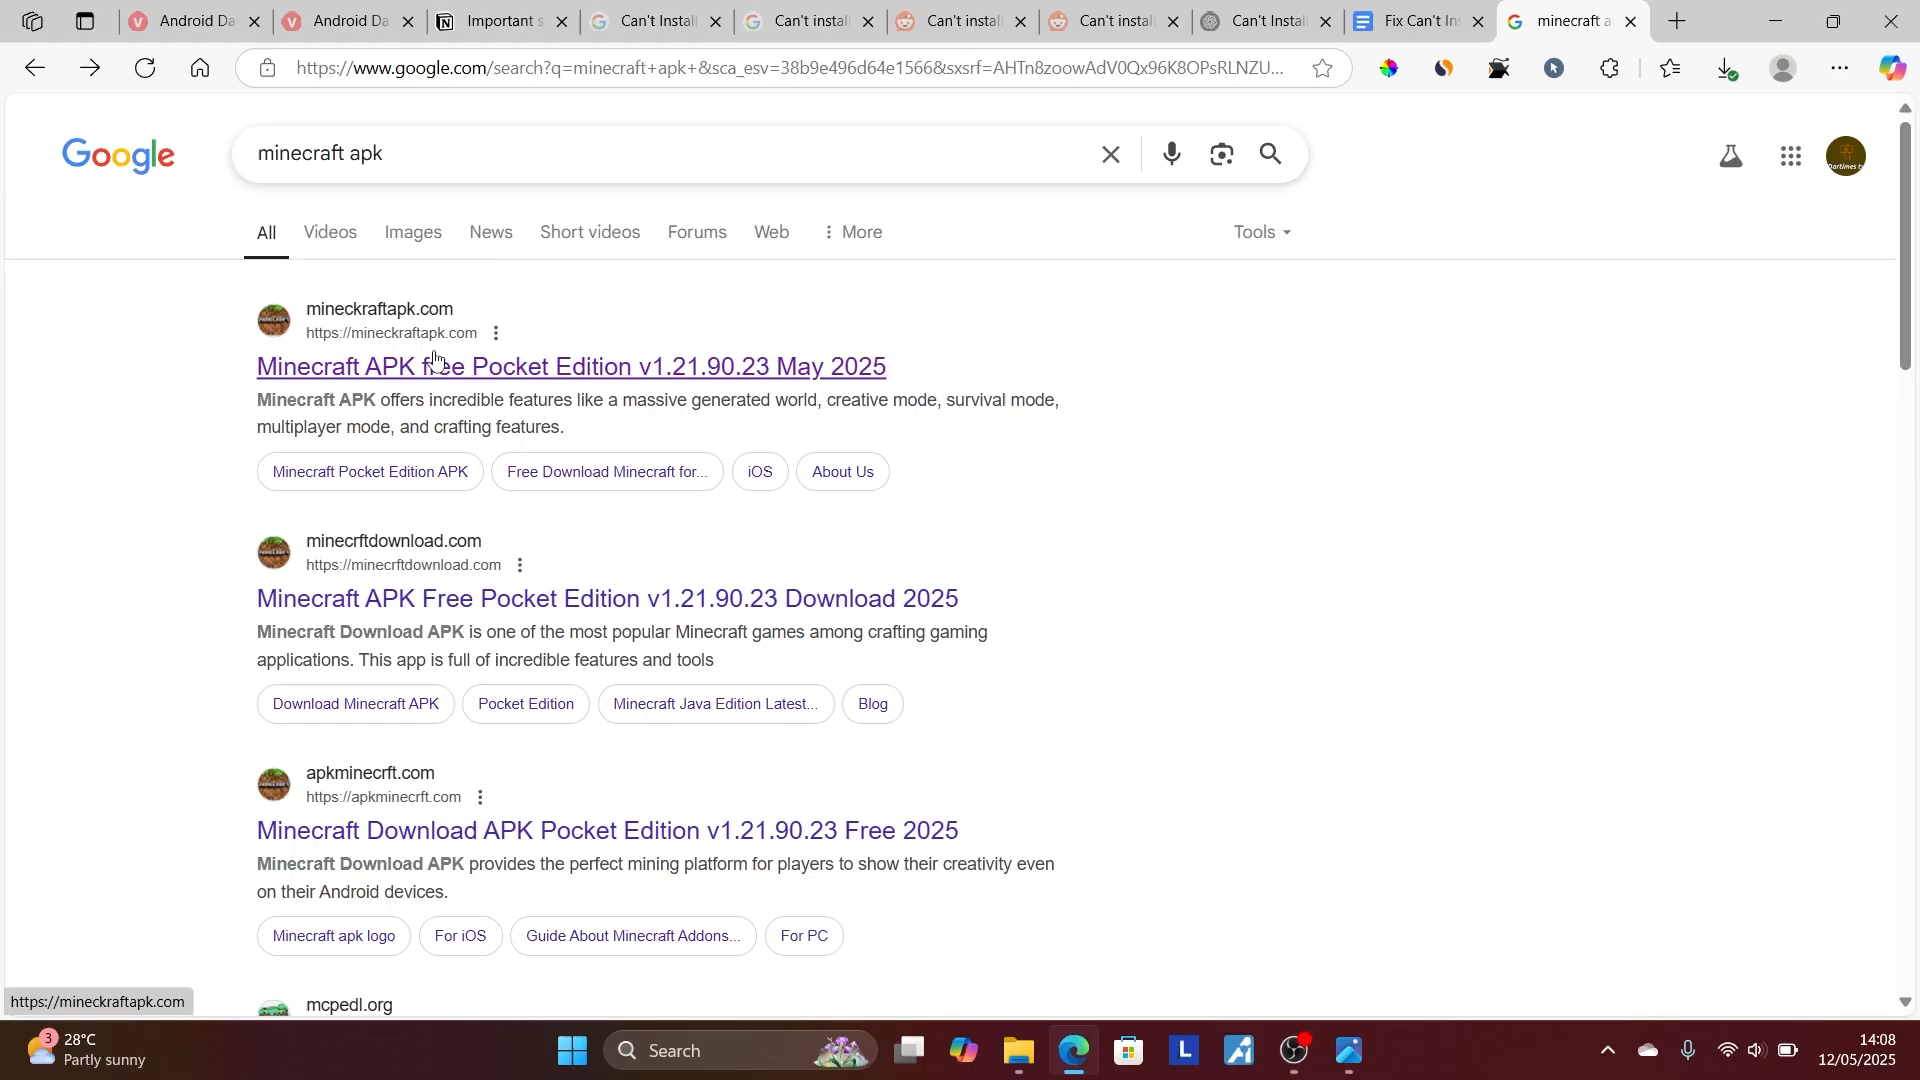 Android Da
Android Da
Important s
Can't Install
Can't install
Can't install
Can't install
Can't Install
Fix Can't Ins
minecraft a
https://www.google.com/search?q=minecraft+apk+&sca_esv=38b9e496d64e1566&sxsrf=AHTn8zoowAdV0Qx96K8OPsRLNZU...
Google
minecraft apk
Dartimes
All
Videos
Images
News
Short videos
Forums
Web
More
Tools
mineckraftapk.com
https://mineckraftapk.com
Minecraft APK free Pocket Edition v1.21.90.23 May 2025
Minecraft APK offers incredible features like a massive generated world, creative mode, survival mode,
multiplayer mode, and crafting features.
Minecraft Pocket Edition APK
Free Download Minecraft for...
iOS
About Us
minecrftdownload.com
https://minecrftdownload.com
Minecraft APK Free Pocket Edition v1.21.90.23 Download 2025
Minecraft Download APK is one of the most popular Minecraft games among crafting gaming
applications. This app is full of incredible features and tools
Download Minecraft APK
Pocket Edition
Minecraft Java Edition Latest...
Blog
apkminecrft.com
https://apkminecrft.com
Minecraft Download APK Pocket Edition v1.21.90.23 Free 2025
Minecraft Download APK provides the perfect mining platform for players to show their creativity even
on their Android devices.
Minecraft apk logo
For iOS
Guide About Minecraft Addons...
For PC
mcpedl.org
https://mineckraftapk.com
3
28°C
Partly sunny
Search
L
14:08
12/05/2025